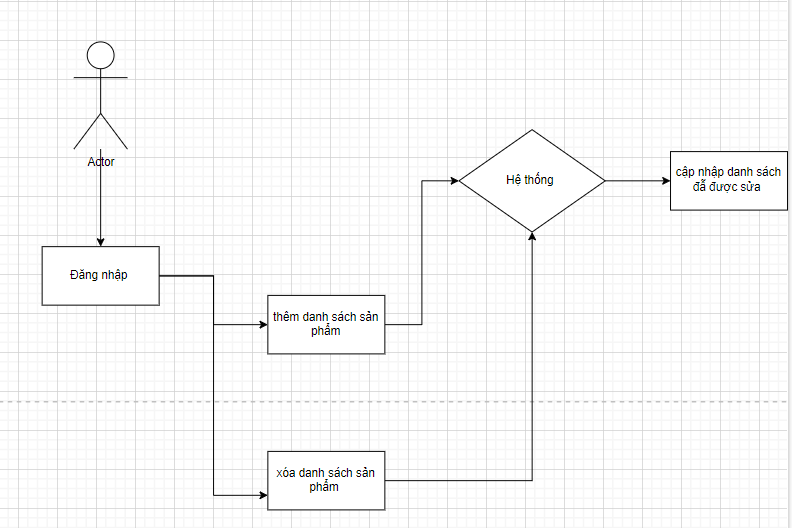 Actor
Hệ thống
cập nhập danh sách
đẫ được sửa
Đăng nhập
thêm danh sách sản
phẩm
xóa danh sách sản
phẩm